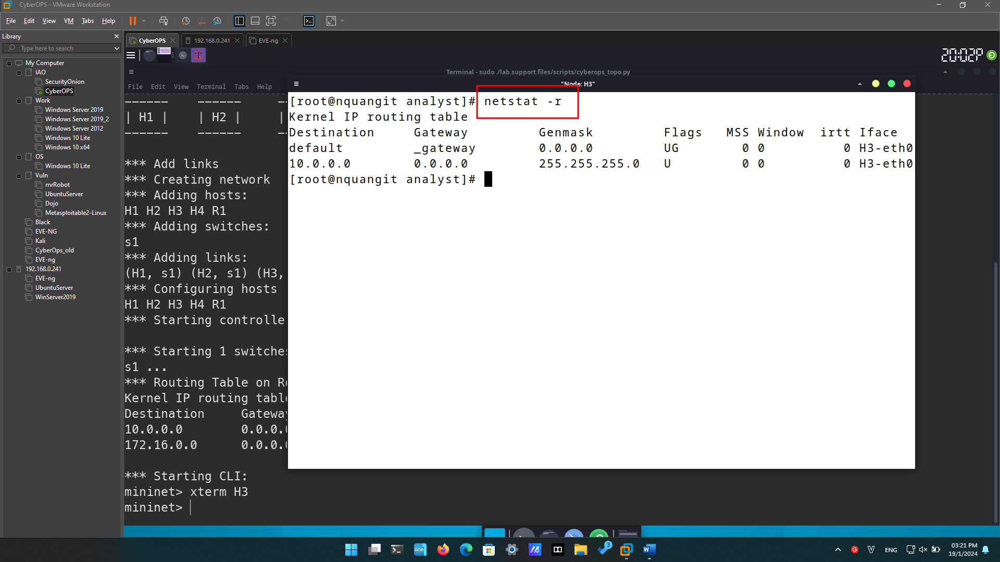 CyberOPS - VMware Workstation
File Edit View VM Tabs Help
Library
Type here to search
My Computer
IAO
SecurityOnion
CyberOPS
Work
Windows Server 2019
Windows Server 2019_2
Windows Server 2012
Windows 10 Lite
Windows 10 x64
OS
Windows 10 Lite
Vuln
mrRobot
UbuntuServer
Dojo
Metasploitable2-Linux
Black
EVE-NG
Kali
CyberOps_old
EVE-ng
192.168.0.241
EVE-ng
UbuntuServer
WinServer2019
CyberOPS 192.168.0.241 EVE-ng
20:02P
Terminal - sudo ./lab.support.files/scripts/cyberops_topo.py
File Edit View Terminal Tabs Help
------ ------
| H1 | | H2 | |
------ ------
*** Add links
*** Creating network
*** Adding hosts:
H1 H2 H3 H4 R1
*** Adding switches:
s1
*** Adding links:
(H1, s1) (H2, s1) (H3,
*** Configuring hosts
H1 H2 H3 H4 R1
*** Starting controlle
*** Starting 1 switches
s1 ...
*** Routing Table on Ro
Kernel IP routing table
Destination Gateway
10.0.0.0 0.0.0.0
172.16.0.0 0.0.0.0
*** Starting CLI:
mininet> xterm H3
mininet>
"Node: H3"
[root@nquangit analyst]# netstat -r
Kernel IP routing table
Destination Gateway Genmask Flags MSS Window irtt Iface
default _gateway 0.0.0.0 UG 0 0 0 H3-eth0
10.0.0.0 0.0.0.0 255.255.255.0 U 0 0 0 H3-eth0
[root@nquangit analyst]#
one
3
ENG
03:21 PM
19/1/2024